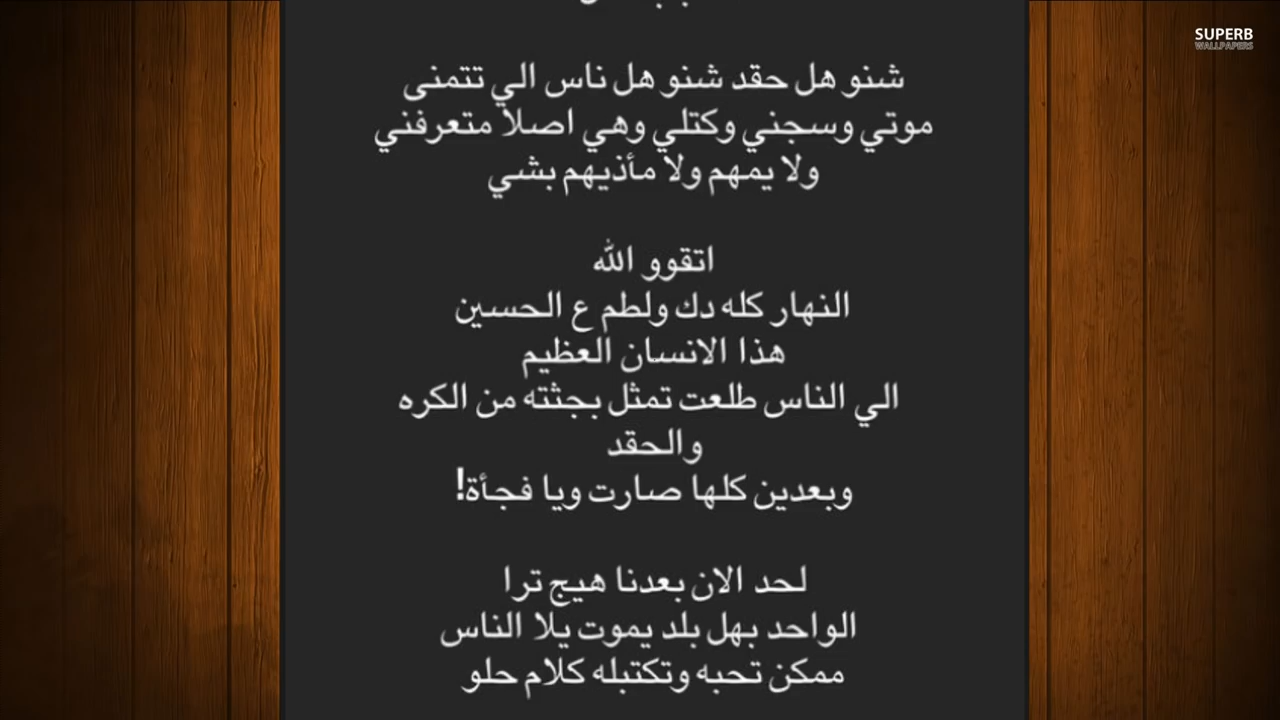 SUPERB
WALLPAPERS
شنو هل حقد شنو هل ناس الي تتمنى
موتي وسجني وكتلي وهي اصلا متعرفني
ولا يمهم ولا مأذيهم بشي
اتقوو الله
النهار كله دك ولطم ع الحسين
هذا الانسان العظيم
الي الناس طلعت تمثل بجثته من الكره
والحقد
وبعدين كلها صارت ويا فجأة!
لحد الان بعدنا هيج ترا
الواحد بهل بلد يموت يلا الناس
ممكن تحبه وتكتبله كلام حلو